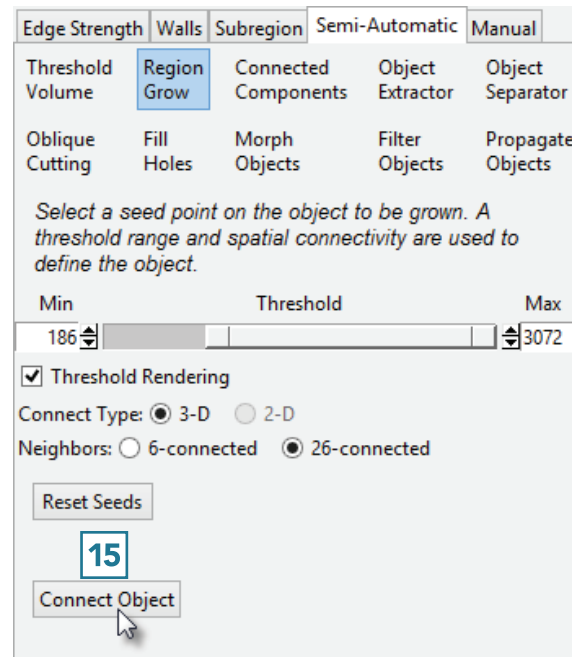 Edge Strength Walls Subregion Semi-Automatic Manual
Threshold Volume Region Grow Connected Components Object Extractor Object Separator
Oblique Cutting Fill Holes Morph Objects Filter Objects Propagate Objects
Select a seed point on the object to be grown. A
threshold range and spatial connectivity are used to
define the object.
Min Threshold Max
186 3072
Threshold Rendering
Connect Type: 3-D 2-D
Neighbors: 6-connected 26-connected
Reset Seeds
15
Connect Object